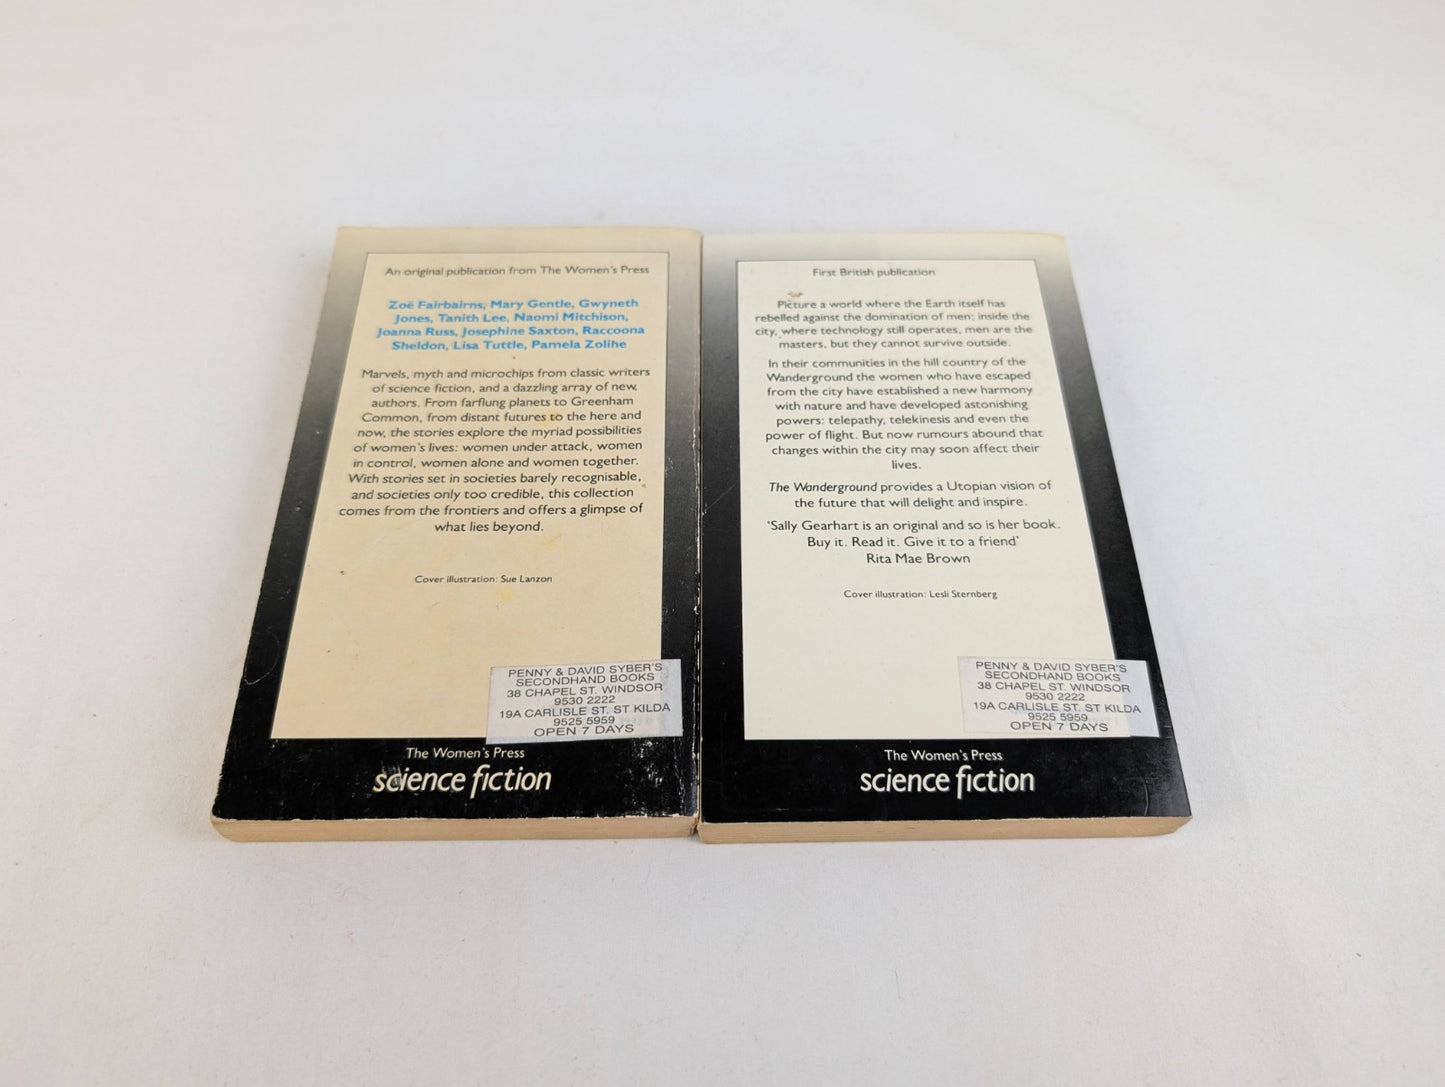 An original publication from The Women's Press
Zoë Fairbairns, Mary Gentle, Gwyneth
Jones, Tanith Lee, Naomi Mitchison,
Joanna Russ, Josephine Saxton, Raccoona
Sheldon, Lisa Tuttle, Pamela Zolihe
Marvels, myth and microchips from classic writers
of science fiction, and a dazzling array of new
authors. From farflung planets to Greenham
Common, from distant futures to the here and
now, the stories explore the myriad possibilities
of women's lives: women under attack, women
in control, women alone and women together.
With stories set in societies barely recognisable,
and societies only too credible, this collection
comes from the frontiers and offers a glimpse of
what lies beyond.
Cover illustration: Sue Lanzon
PENNY & DAVID SYBER'S
SECONDHAND BOOKS
38 CHAPEL ST. WINDSOR
9530 2222
19A CARLISLE ST. ST KILDA
9525 5959
OPEN 7 DAYS
The Women's Press
science fiction
First British publication
Picture a world where the Earth itself has
rebelled against the domination of men; inside the
city, where technology still operates, men are the
masters, but they cannot survive outside.
In their communities in the hill country of the
Wanderground the women who have escaped
from the city have established a new harmony
with nature and have developed astonishing
powers: telepathy, telekinesis and even the
power of flight. But now rumours abound that
changes within the city may soon affect their
lives.
The Wanderground provides a Utopian vision of
the future that will delight and inspire.
'Sally Gearhart is an original and so is her book.
Buy it. Read it. Give it to a friend'
Rita Mae Brown
Cover illustration: Lesli Sternberg
PENNY & DAVID SYBER'S
SECONDHAND BOOKS
38 CHAPEL ST. WINDSOR
9530 2222
19A CARLISLE ST. ST KILDA
9525 5959
OPEN 7 DAYS
The Women's Press
science fiction